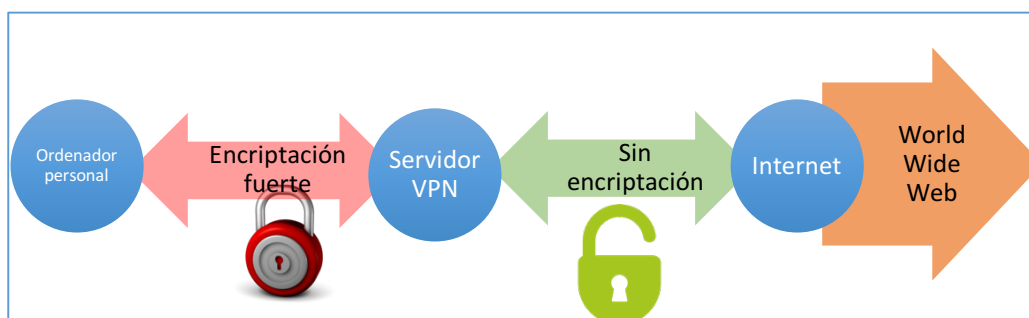 Ordenador
personal
Encriptación
fuerte
Servidor
VPN
Sin
encriptación
Internet
World
Wide
Web